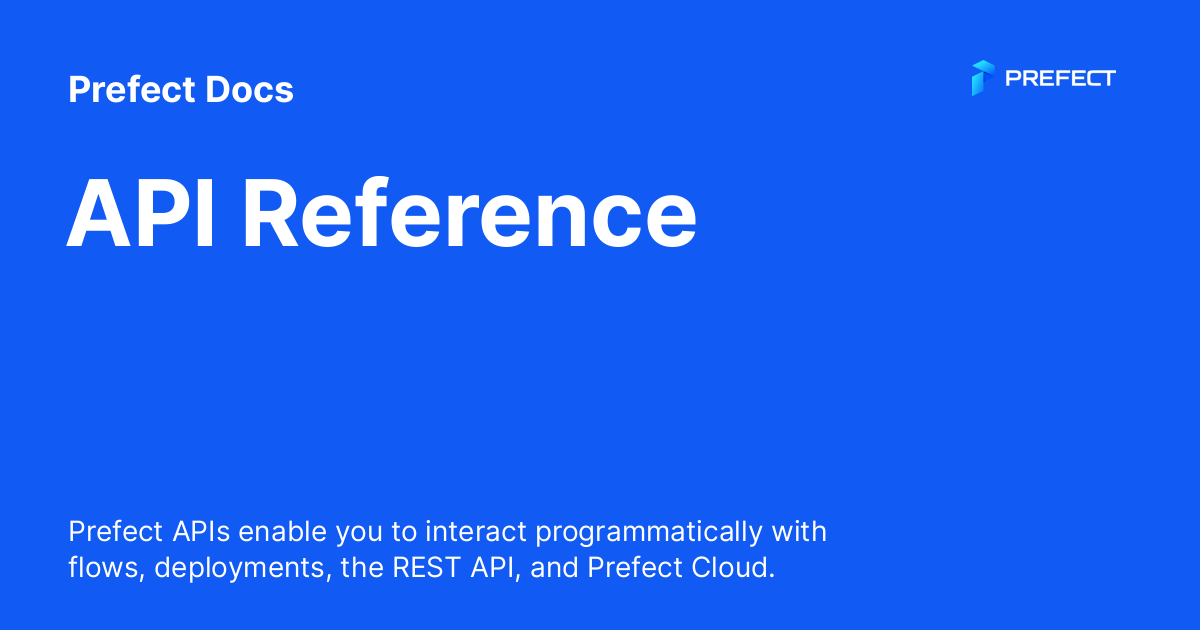 Prefect Docs
PREFECT
API Reference
Prefect APIs enable you to interact programmatically with
flows, deployments, the REST API, and Prefect Cloud.